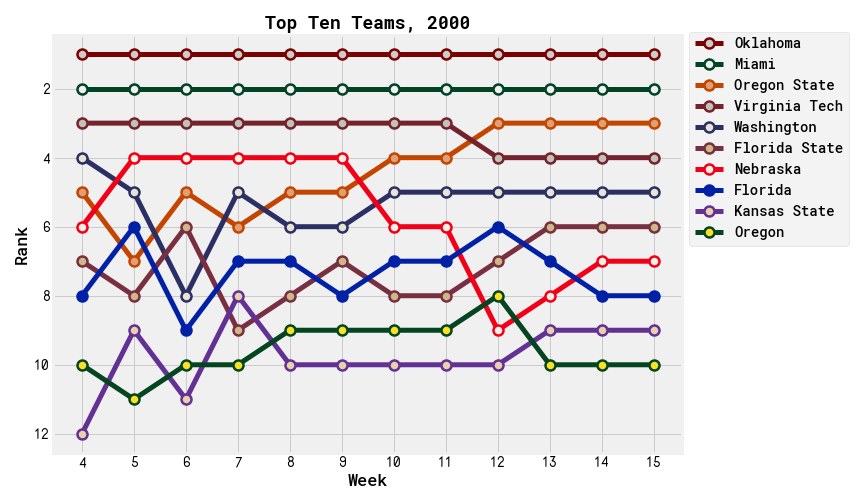 Top Ten Teams, 2000
Oklahoma
Miami
Oregon State
Virginia Tech
Washington
Florida State
Nebraska
Florida
Kansas State
Oregon
Rank
2
4
6
8
10
12
4 5 6 7 8 9 10 11 12 13 14 15
Week